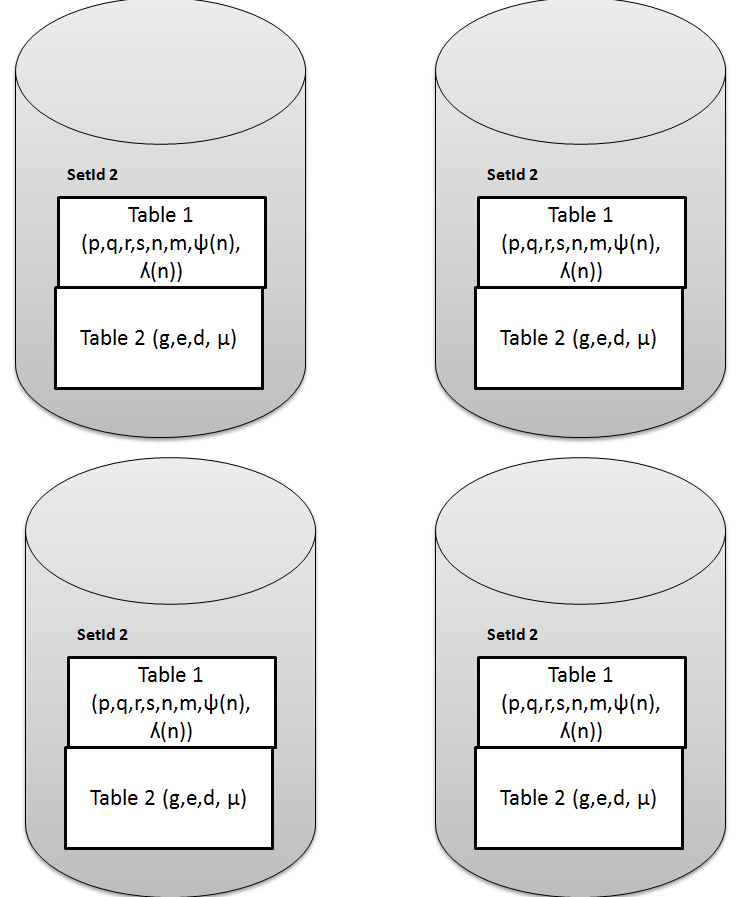 SetId 2
Table 1
(p,q,r,s,n,m,ψ(n),
ʎ(n))
Table 2 (g,e,d, µ)
SetId 2
Table 1
(p,q,r,s,n,m,ψ(n),
ʎ(n))
Table 2 (g,e,d, µ)
SetId 2
Table 1
(p,q,r,s,n,m,ψ(n),
ʎ(n))
Table 2 (g,e,d, µ)
SetId 2
Table 1
(p,q,r,s,n,m,ψ(n),
ʎ(n))
Table 2 (g,e,d, µ)